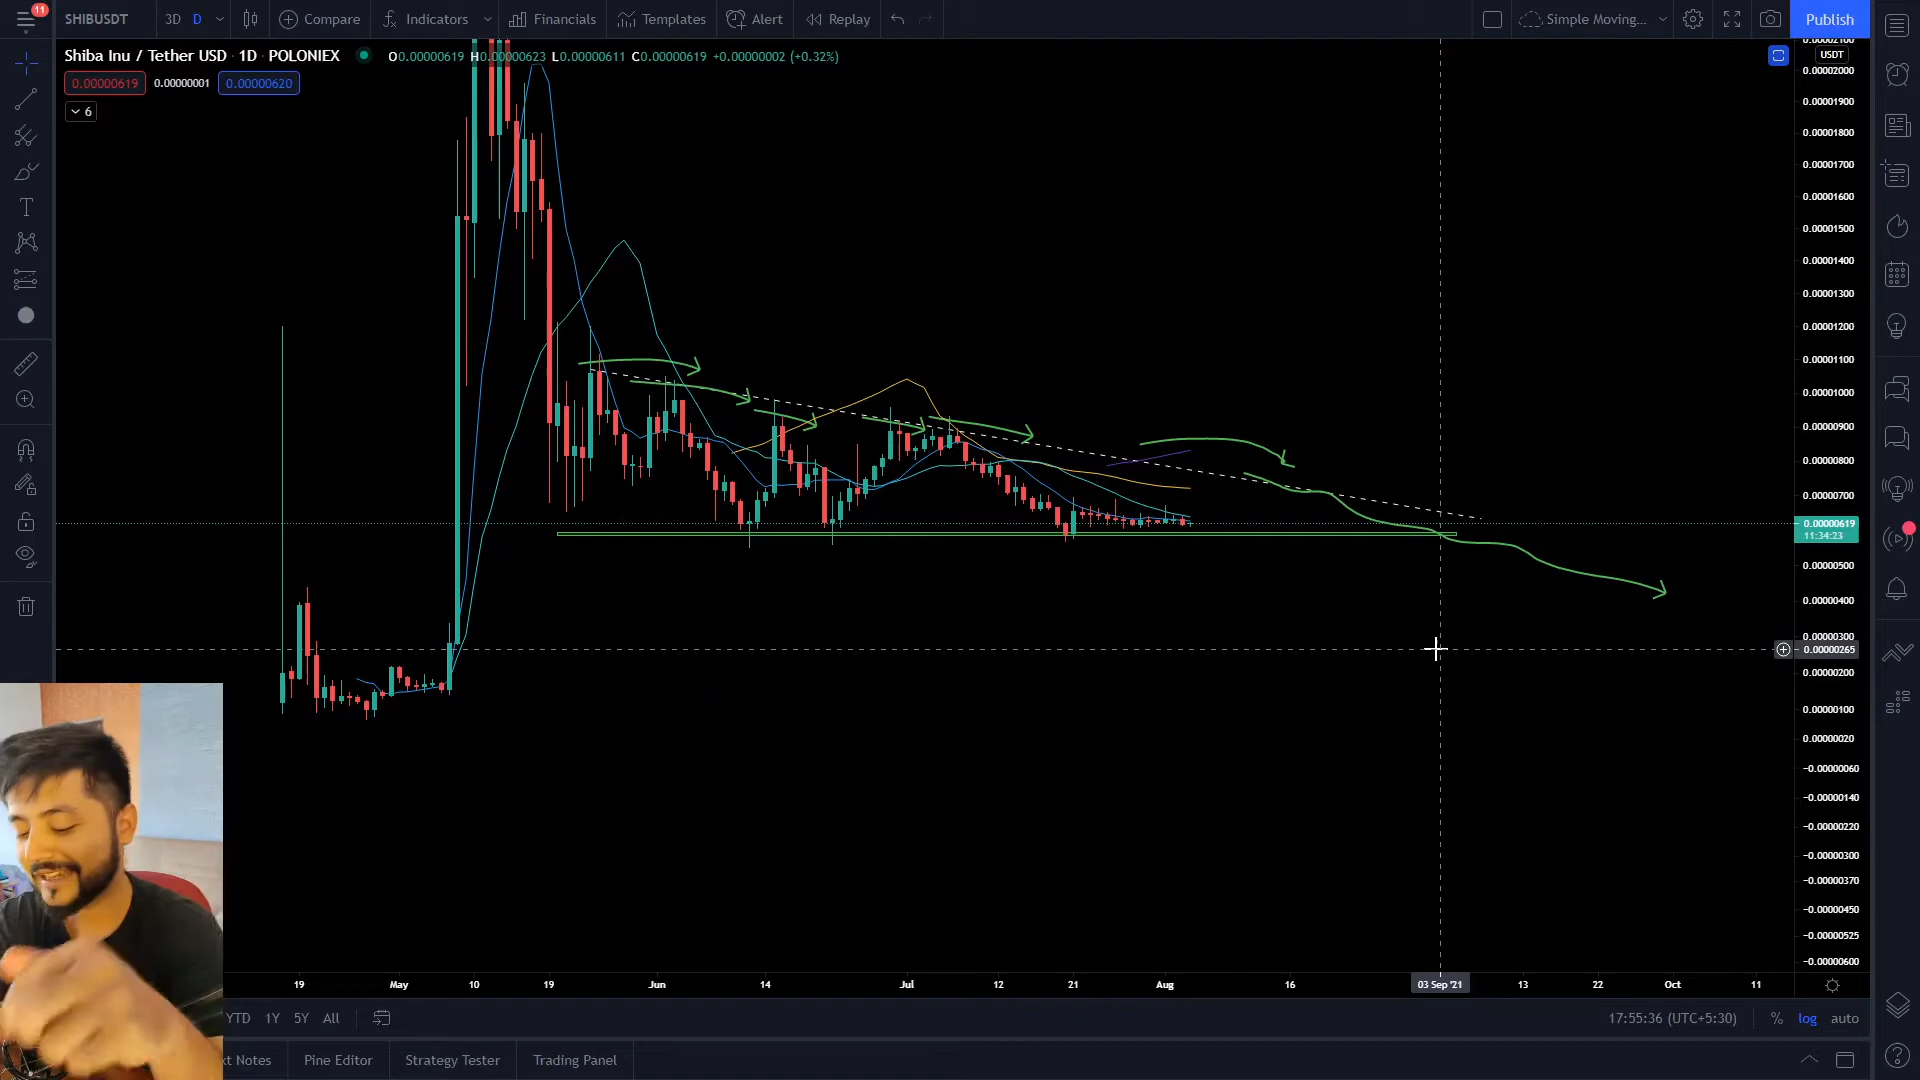 11
SHIBUSDT
3D D
Compare
Indicators
Financials
Templates
Alert
Replay
Simple Moving...
Publish
Shiba Inu / Tether USD · 1D · POLONIEX
O0.00000619 H0.00000623 L0.00000611 C0.00000619 +0.00000002 (+0.32%)
0.00000619 0.00000001 0.00000620
6
USDT
0.00002100
0.00002000
0.00001900
0.00001800
0.00001700
0.00001600
0.00001500
0.00001400
0.00001300
0.00001200
0.00001100
0.00001000
0.00000900
0.00000800
0.00000700
0.00000619
11:34:23
0.00000500
0.00000400
0.00000300
0.00000265
0.00000200
0.00000100
0.00000020
−0.00000060
−0.00000140
−0.00000220
−0.00000300
−0.00000370
−0.00000450
−0.00000525
−0.00000600
19 May 10 19 Jun 14 Jul 12 21 Aug 16 03 Sep '21 13 22 Oct 11
YTD 1Y 5Y All
17:55:36 (UTC+5:30) % log auto
xt Notes Pine Editor Strategy Tester Trading Panel